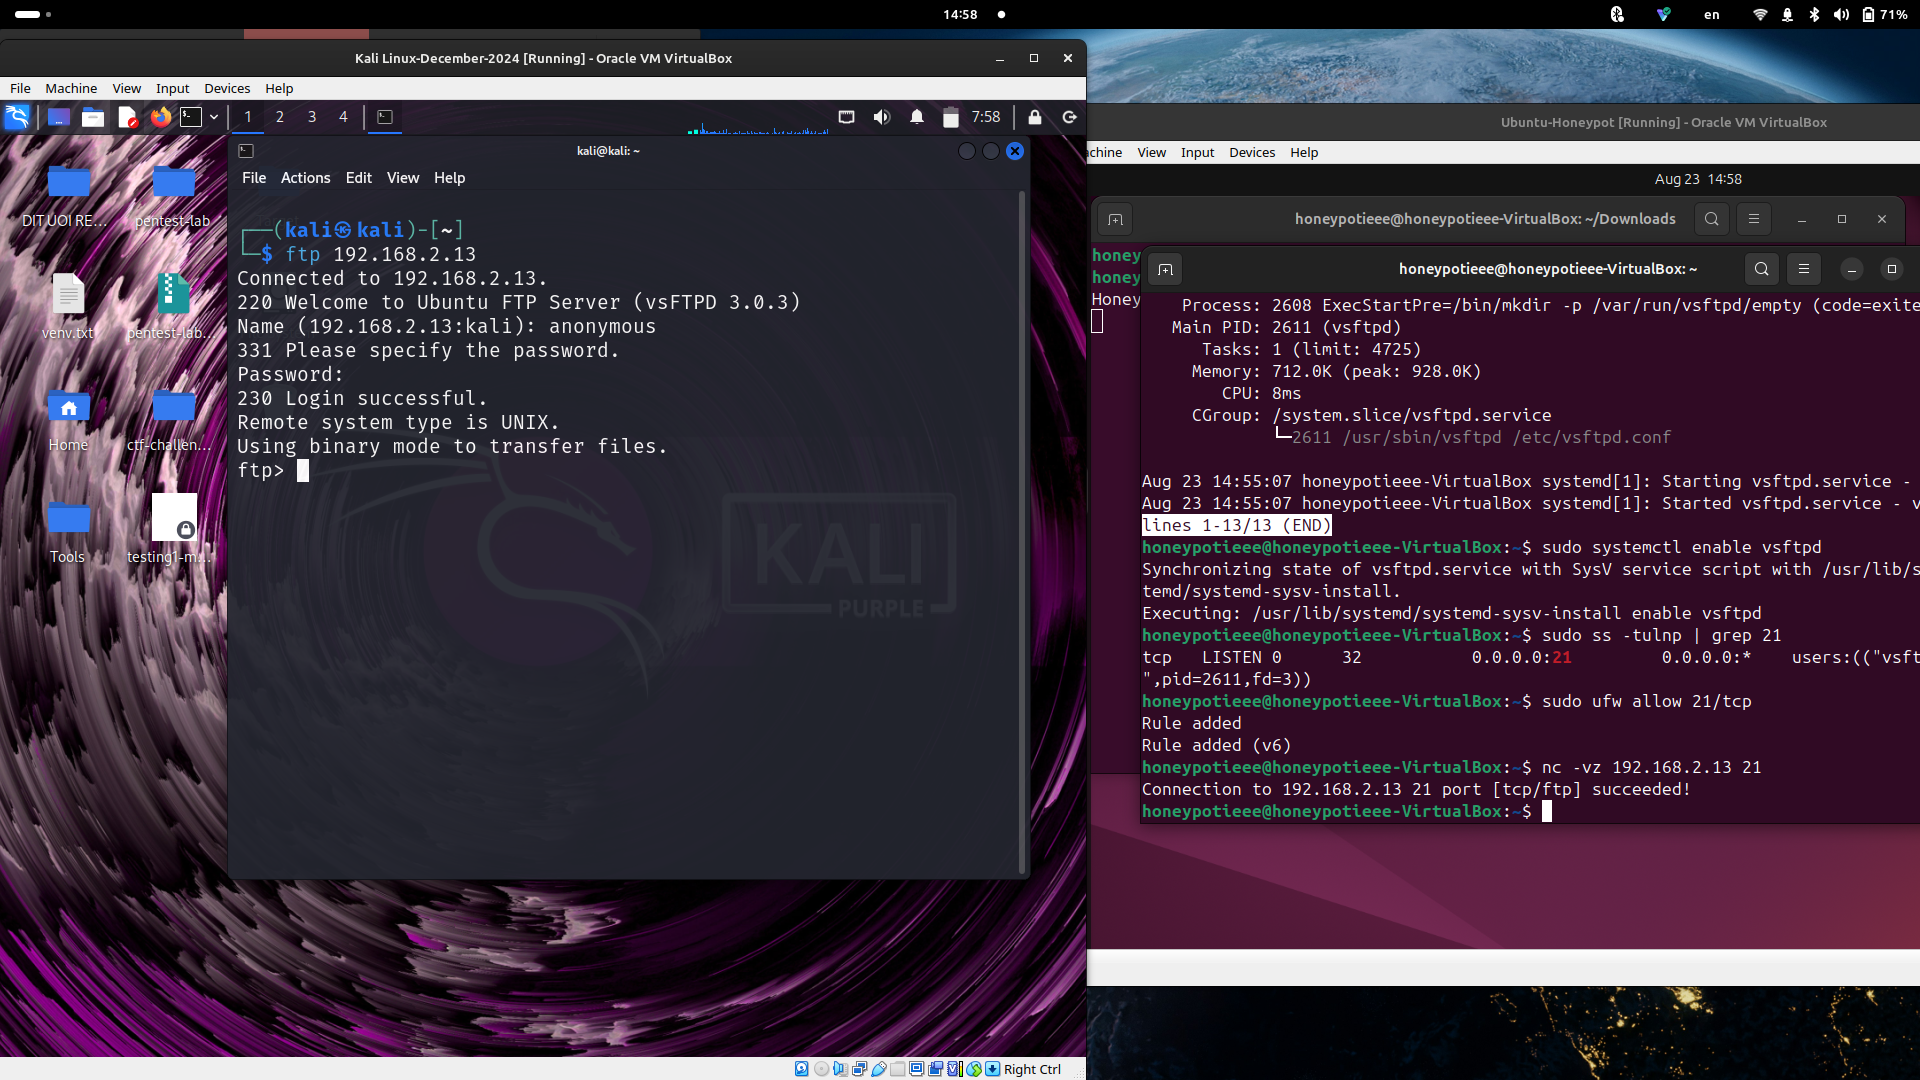 14:58
en
71%
Kali Linux-December-2024 [Running] - Oracle VM VirtualBox
File Machine View Input Devices Help
1 2 3 4
7:58
DIT UOI RE...
pentest-lab
venv.txt
pentest-lab...
Home
ctf-challen...
Tools
testing1-m...
kali@kali: ~
File Actions Edit View Help
┌──(kali㉿kali)-[~]
└─$ ftp 192.168.2.13
Connected to 192.168.2.13.
220 Welcome to Ubuntu FTP Server (vsFTPD 3.0.3)
Name (192.168.2.13:kali): anonymous
331 Please specify the password.
Password:
230 Login successful.
Remote system type is UNIX.
Using binary mode to transfer files.
ftp>
KALI
PURPLE
Right Ctrl
Ubuntu-Honeypot [Running] - Oracle VM VirtualBox
chine View Input Devices Help
Aug 23 14:58
honeypotieee@honeypotieee-VirtualBox: ~/Downloads
honey
honey
Honey
honeypotieee@honeypotieee-VirtualBox: ~
Process: 2608 ExecStartPre=/bin/mkdir -p /var/run/vsftpd/empty (code=exite
Main PID: 2611 (vsftpd)
Tasks: 1 (limit: 4725)
Memory: 712.0K (peak: 928.0K)
CPU: 8ms
CGroup: /system.slice/vsftpd.service
└─2611 /usr/sbin/vsftpd /etc/vsftpd.conf
Aug 23 14:55:07 honeypotieee-VirtualBox systemd[1]: Starting vsftpd.service -
Aug 23 14:55:07 honeypotieee-VirtualBox systemd[1]: Started vsftpd.service - v
lines 1-13/13 (END)
honeypotieee@honeypotieee-VirtualBox:~$ sudo systemctl enable vsftpd
Synchronizing state of vsftpd.service with SysV service script with /usr/lib/s
temd/systemd-sysv-install.
Executing: /usr/lib/systemd/systemd-sysv-install enable vsftpd
honeypotieee@honeypotieee-VirtualBox:~$ sudo ss -tulnp | grep 21
tcp LISTEN 0 32 0.0.0.0:21 0.0.0.0:* users:(("vsft
",pid=2611,fd=3))
honeypotieee@honeypotieee-VirtualBox:~$ sudo ufw allow 21/tcp
Rule added
Rule added (v6)
honeypotieee@honeypotieee-VirtualBox:~$ nc -vz 192.168.2.13 21
Connection to 192.168.2.13 21 port [tcp/ftp] succeeded!
honeypotieee@honeypotieee-VirtualBox:~$